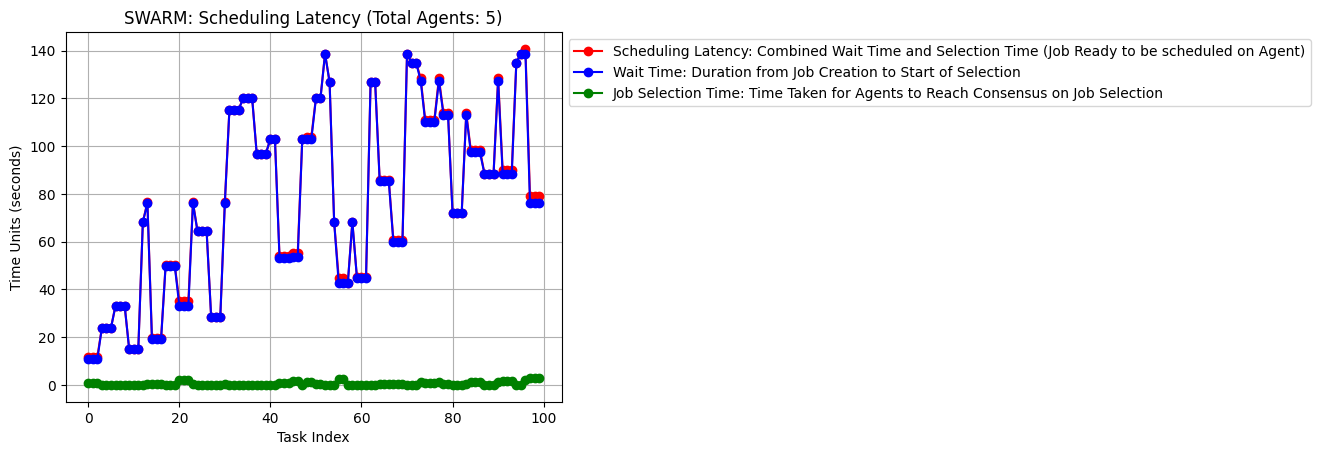 SWARM: Scheduling Latency (Total Agents: 5)
Scheduling Latency: Combined Wait Time and Selection Time (Job Ready to be scheduled on Agent)
Wait Time: Duration from Job Creation to Start of Selection
Job Selection Time: Time Taken for Agents to Reach Consensus on Job Selection
Time Units (seconds)
140
120
100
80
60
40
20
0
0 20 40 60 80 100
Task Index